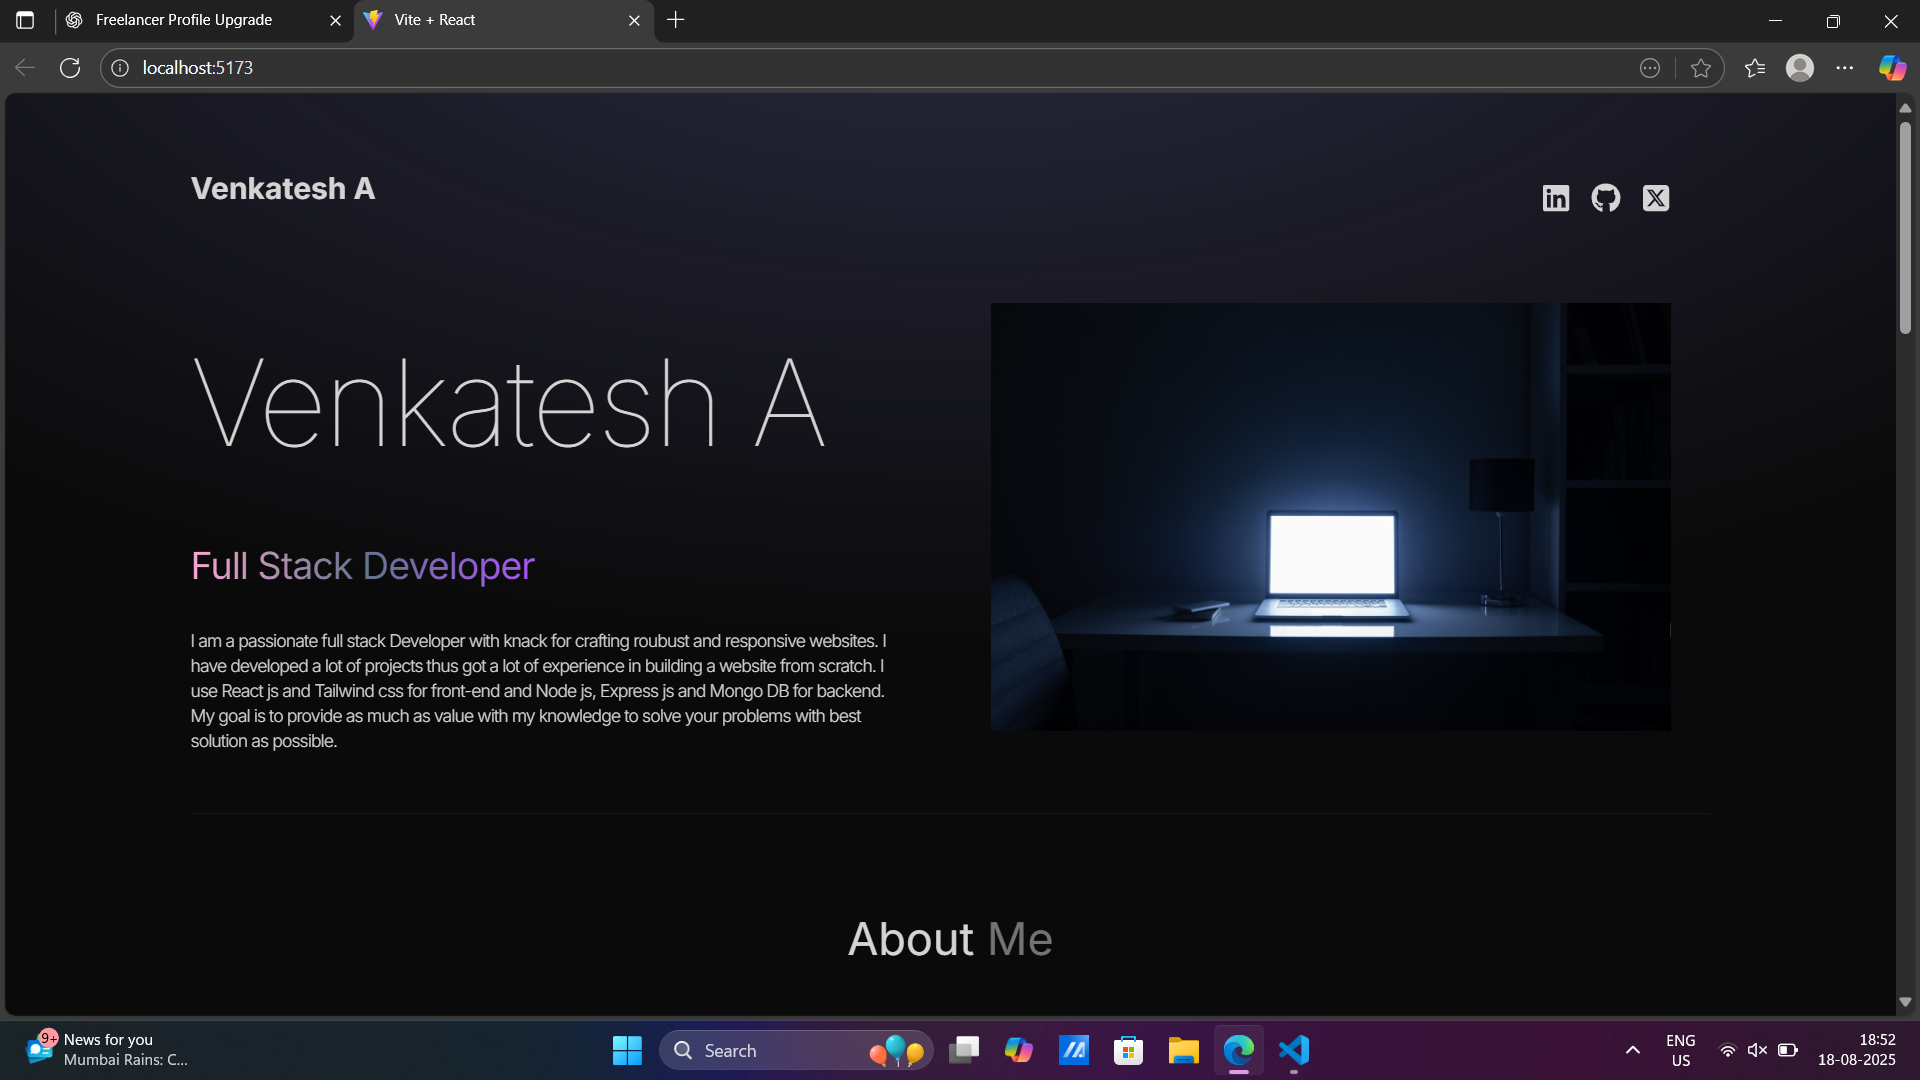 Freelancer Profile Upgrade
Vite + React
localhost:5173
Venkatesh A
in
X
Venkatesh A
Full Stack Developer
I am a passionate full stack Developer with knack for crafting roubust and responsive websites. I
have developed a lot of projects thus got a lot of experience in building a website from scratch. I
use React js and Tailwind css for front-end and Node js, Express js and Mongo DB for backend.
My goal is to provide as much as value with my knowledge to solve your problems with best
solution as possible.
About Me
9+
News for you
Mumbai Rains: C...
Search
ENG
US
18:52
18-08-2025